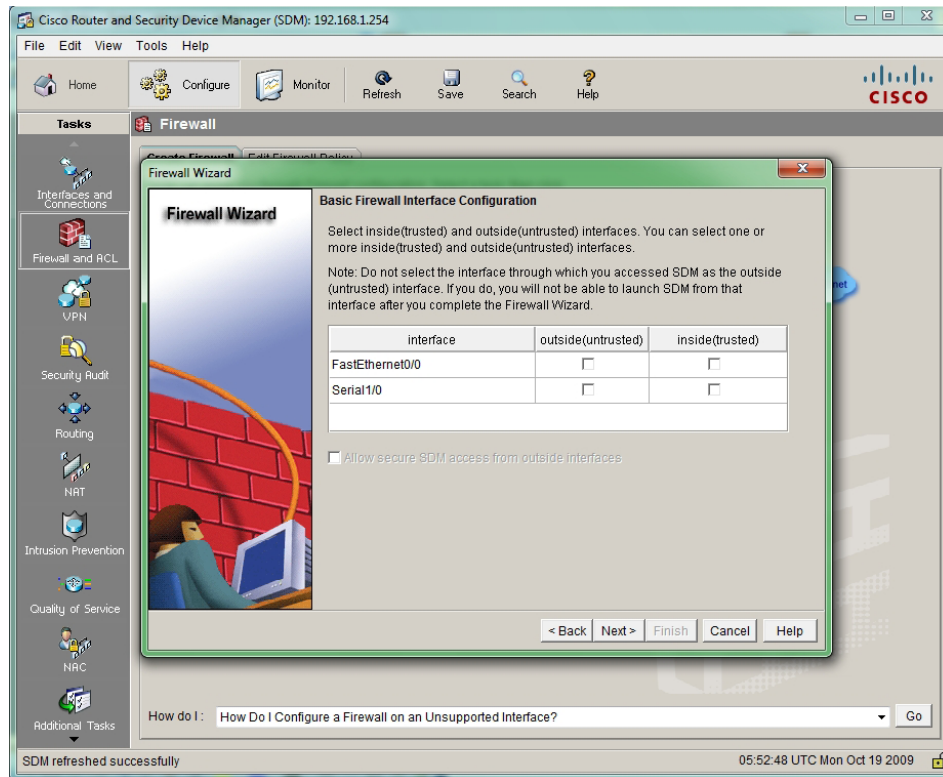 Cisco Router and Security Device Manager (SDM): 192.168.1.254
File Edit View Tools Help
Home Configure Monitor Refresh Save Search Help
CISCO
Tasks
Firewall
Create Firewall Edit Firewall Policy
Interfaces and Connections
Firewall and ACL
VPN
Security Audit
Routing
NAT
Intrusion Prevention
Quality of Service
NAC
Additional Tasks
Firewall Wizard
Firewall Wizard
Basic Firewall Interface Configuration
Select inside(trusted) and outside(untrusted) interfaces. You can select one or
more inside(trusted) and outside(untrusted) interfaces.
Note: Do not select the interface through which you accessed SDM as the outside
(untrusted) interface. If you do, you will not be able to launch SDM from that
interface after you complete the Firewall Wizard.
interface outside(untrusted) inside(trusted)
FastEthernet0/0
Serial1/0
Allow secure SDM access from outside interfaces
< Back Next > Finish Cancel Help
net
How do I : How Do I Configure a Firewall on an Unsupported Interface? Go
SDM refreshed successfully 05:52:48 UTC Mon Oct 19 2009